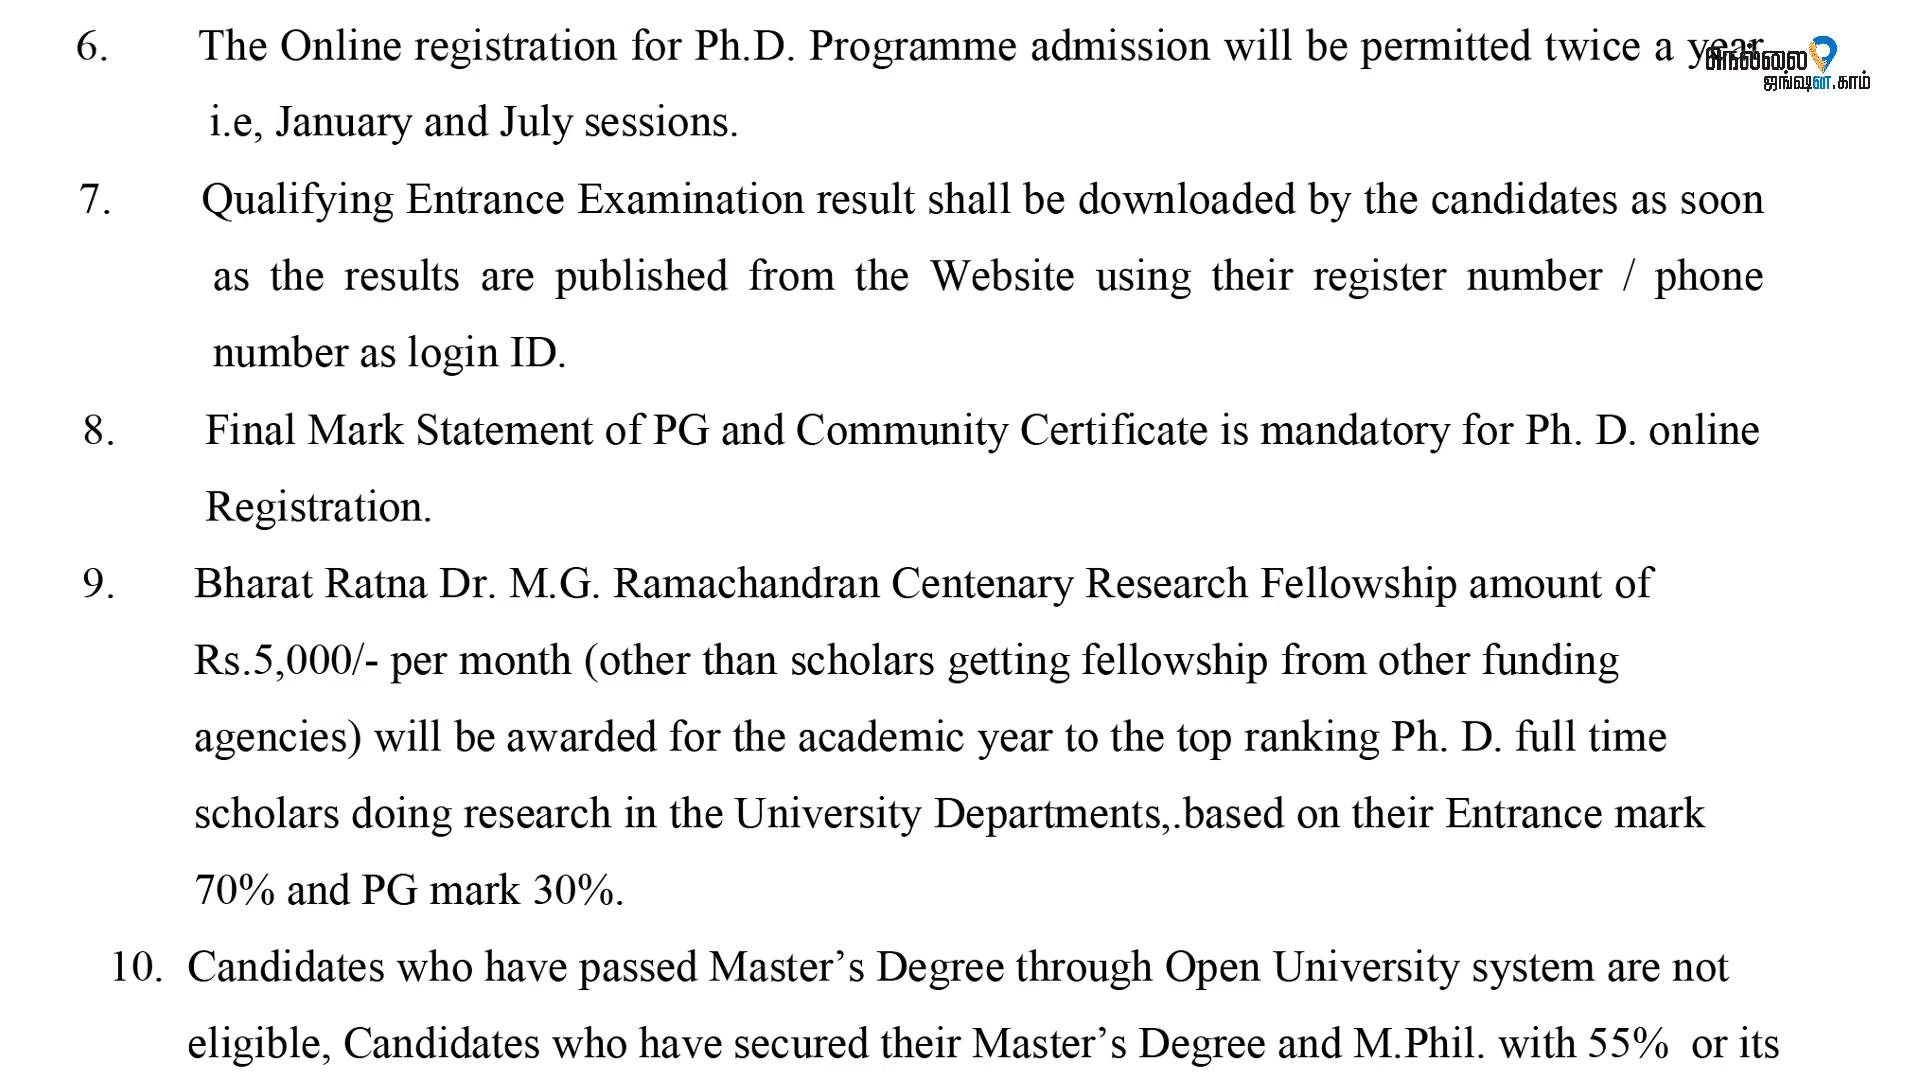 6. The Online registration for Ph.D. Programme admission will be permitted twice a year
நெல்லை
ஜங்ஷன்.காம்
i.e, January and July sessions.
7. Qualifying Entrance Examination result shall be downloaded by the candidates as soon
as the results are published from the Website using their register number / phone
number as login ID.
8. Final Mark Statement of PG and Community Certificate is mandatory for Ph. D. online
Registration.
9. Bharat Ratna Dr. M.G. Ramachandran Centenary Research Fellowship amount of
Rs.5,000/- per month (other than scholars getting fellowship from other funding
agencies) will be awarded for the academic year to the top ranking Ph. D. full time
scholars doing research in the University Departments,.based on their Entrance mark
70% and PG mark 30%.
10. Candidates who have passed Master’s Degree through Open University system are not
eligible, Candidates who have secured their Master’s Degree and M.Phil. with 55% or its